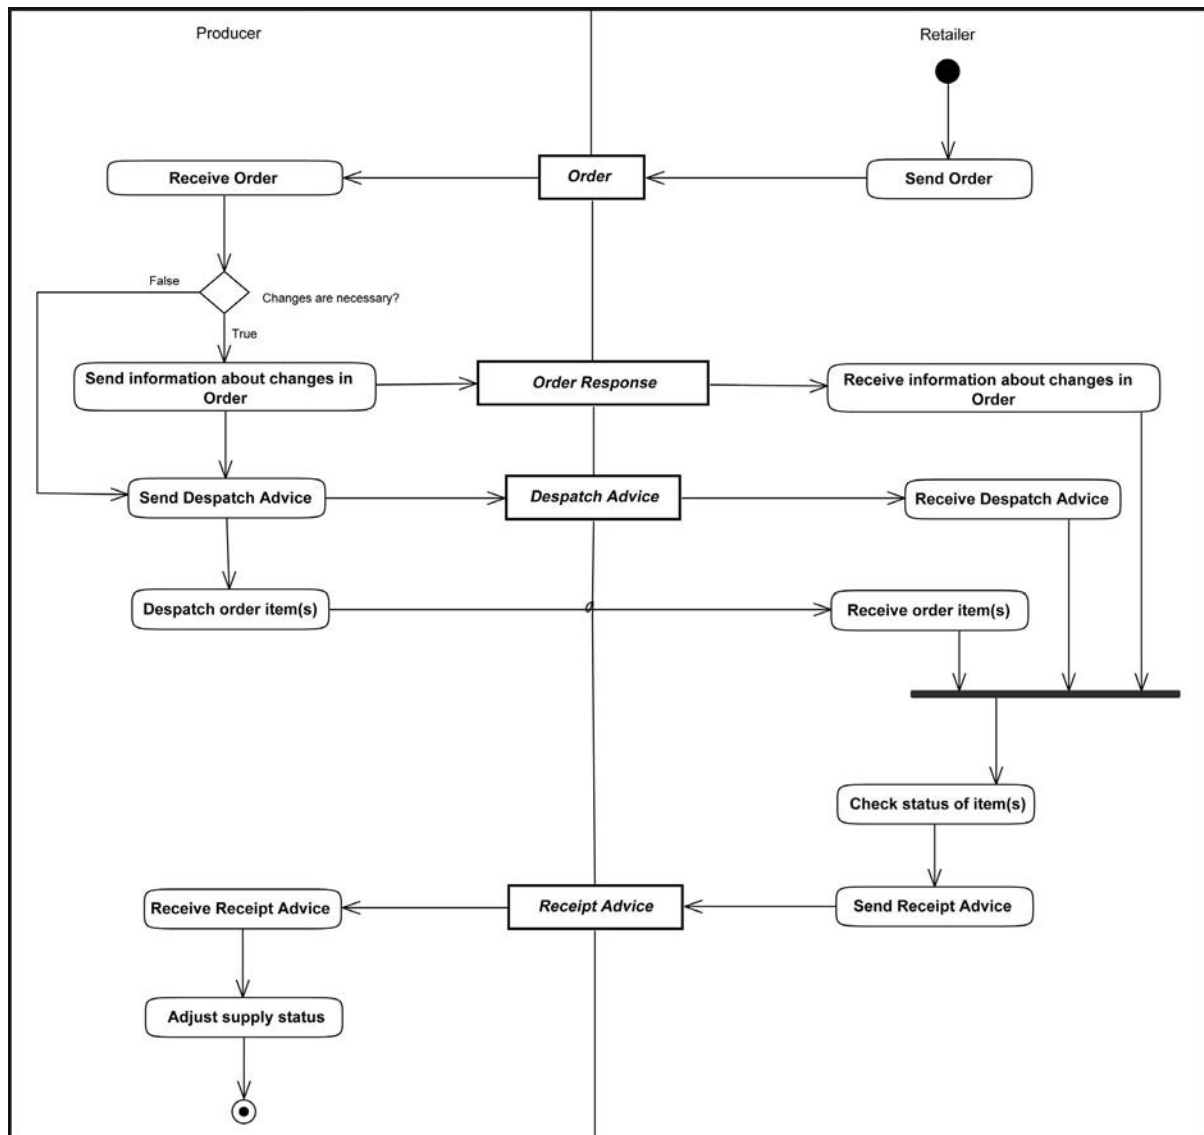 Producer
Retailer
Receive Order
Order
Send Order
False
Changes are necessary?
True
Send information about changes in
Order
Order Response
Receive information about changes in
Order
Send Despatch Advice
Despatch Advice
Receive Despatch Advice
Despatch order item(s)
Receive order item(s)
Check status of item(s)
Receive Receipt Advice
Receipt Advice
Send Receipt Advice
Adjust supply status